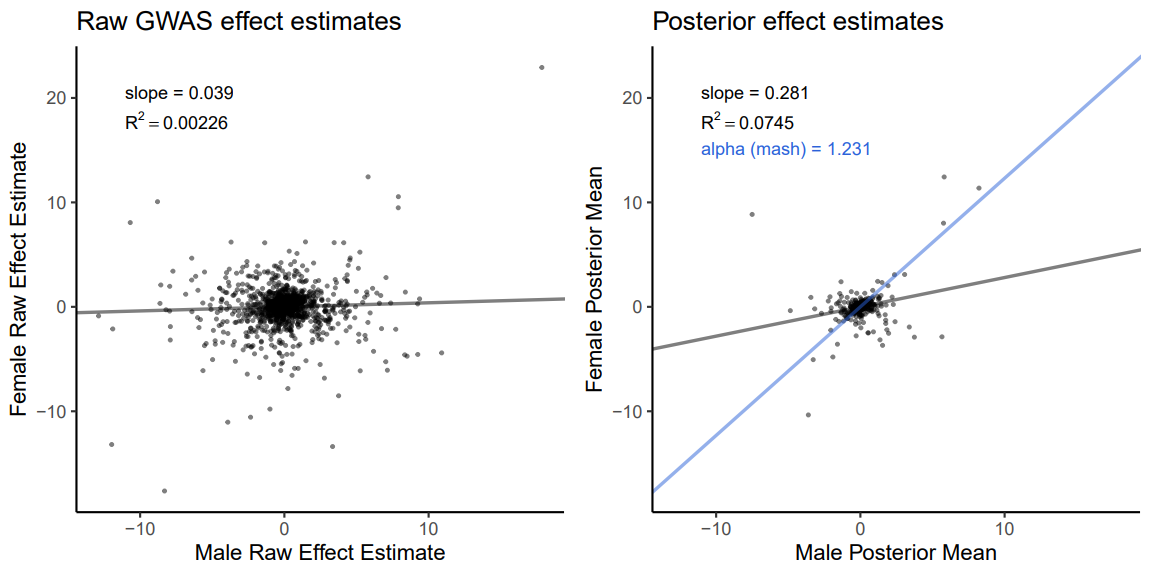 Raw GWAS effect estimates
slope = 0.039
R² = 0.00226
Female Raw Effect Estimate
20
10
0
−10
−10
0
10
Male Raw Effect Estimate
Posterior effect estimates
slope = 0.281
R² = 0.0745
alpha (mash) = 1.231
Female Posterior Mean
20
10
0
−10
−10
0
10
Male Posterior Mean